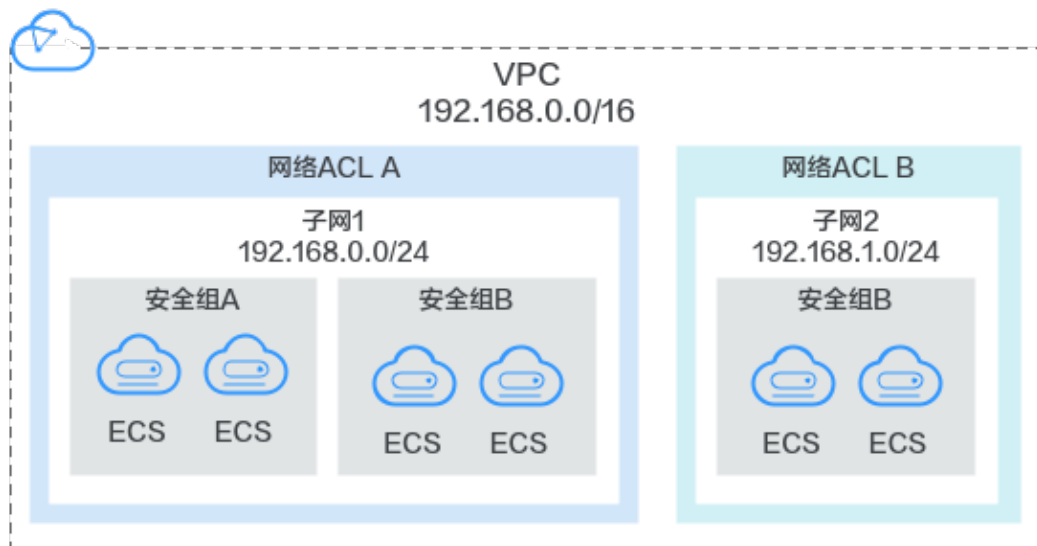 VPC
192.168.0.0/16
网络ACL A
子网1
192.168.0.0/24
安全组A
ECS ECS
安全组B
ECS ECS
网络ACL B
子网2
192.168.1.0/24
安全组B
ECS ECS